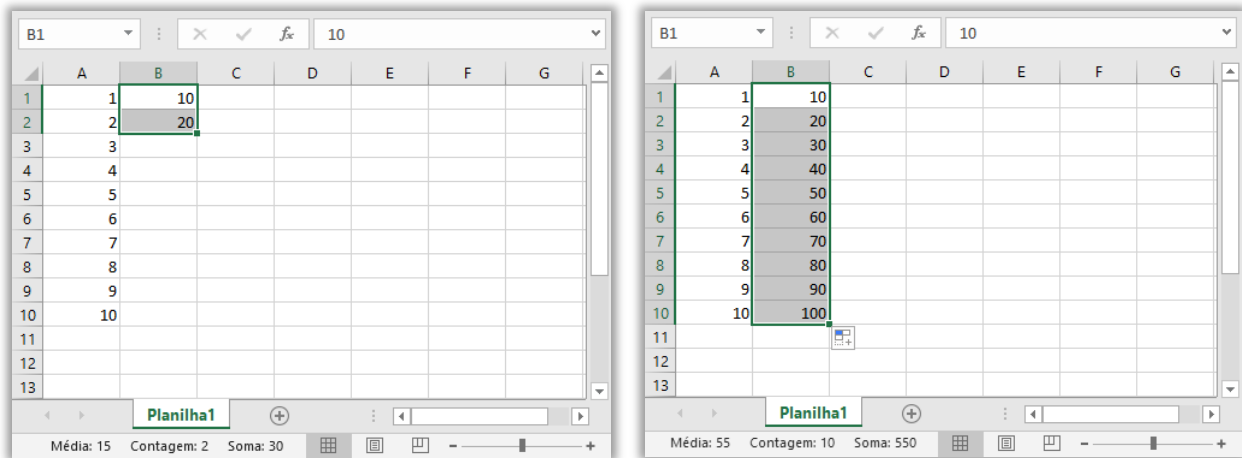 B1 fx 10
A B C D E F G
1 1 10
2 2 20
3 3
4 4
5 5
6 6
7 7
8 8
9 9
10 10
11
12
13
Planilha1
Média: 15 Contagem: 2 Soma: 30
B1 fx 10
A B C D E F G
1 1 10
2 2 20
3 3 30
4 4 40
5 5 50
6 6 60
7 7 70
8 8 80
9 9 90
10 10 100
11
12
13
Planilha1
Média: 55 Contagem: 10 Soma: 550